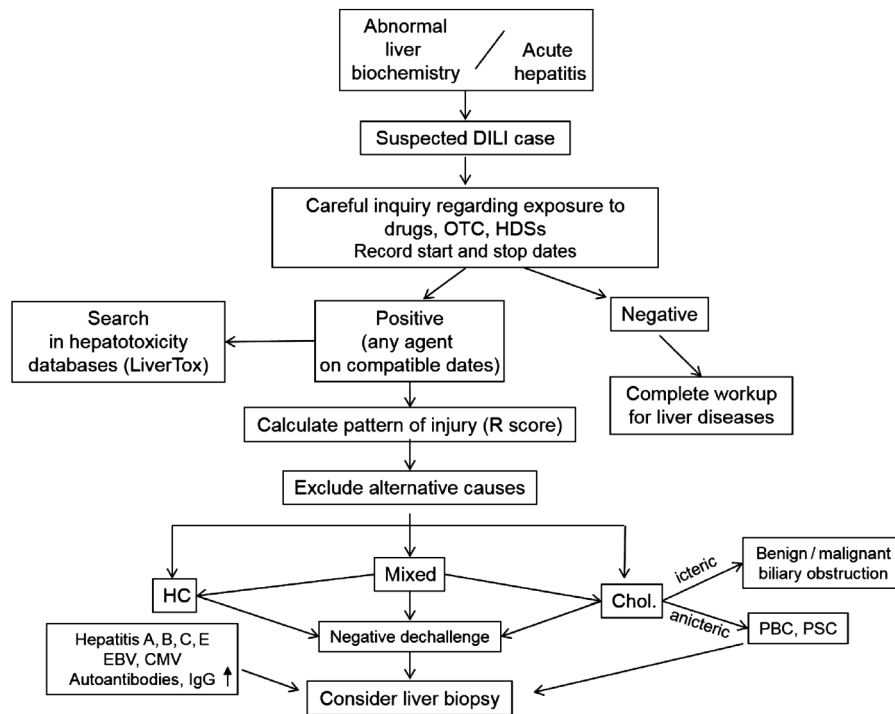 Abnormal
liver
biochemistry
Acute
hepatitis
Suspected DILI case
Careful inquiry regarding exposure to
drugs, OTC, HDSs
Record start and stop dates
Search
in hepatotoxicity
databases (LiverTox)
Positive
(any agent
on compatible dates)
Negative
Complete workup
for liver diseases
Calculate pattern of injury (R score)
Exclude alternative causes
HC
Mixed
Chol.
icteric
anicteric
Benign / malignant
biliary obstruction
PBC, PSC
Negative dechallenge
Hepatitis A, B, C, E
EBV, CMV
Autoantibodies, IgG
Consider liver biopsy